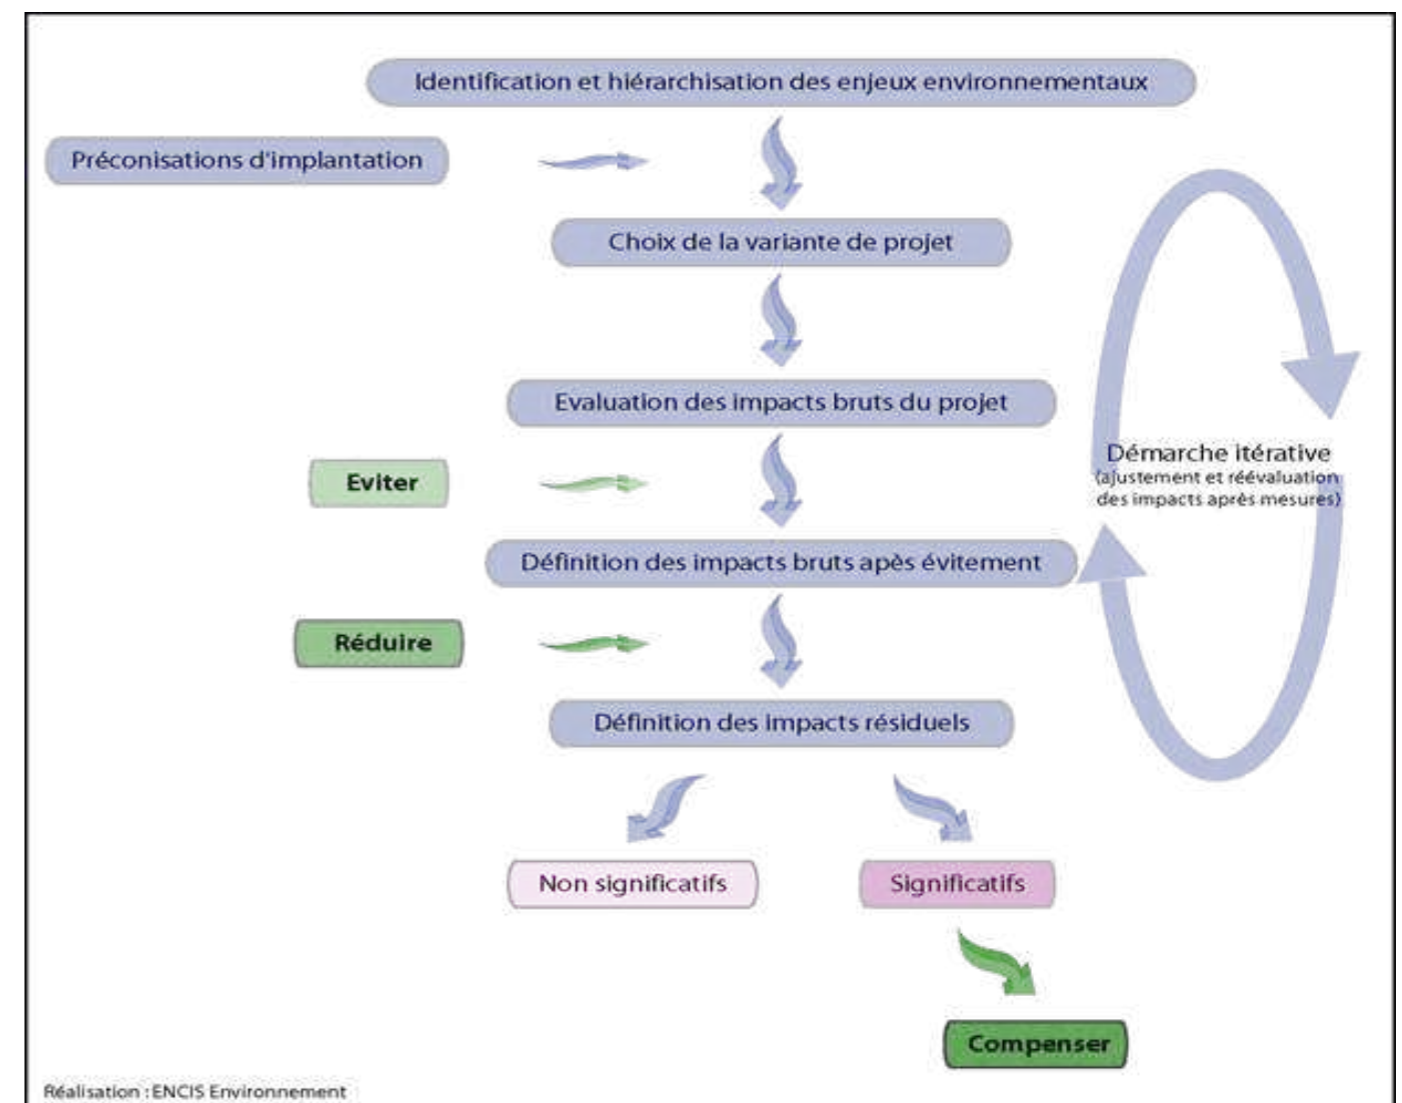 Identification et hiérarchisation des enjeux environnementaux
Préconisations d'implantation
Choix de la variante de projet
Evaluation des impacts bruts du projet
Démarche itérative
(ajustement et réévaluation
des impacts après mesures)
Eviter
Définition des impacts bruts apès évitement
Réduire
Définition des impacts résiduels
Non significatifs
Significatifs
Compenser
Réalisation : ENCIS Environnement